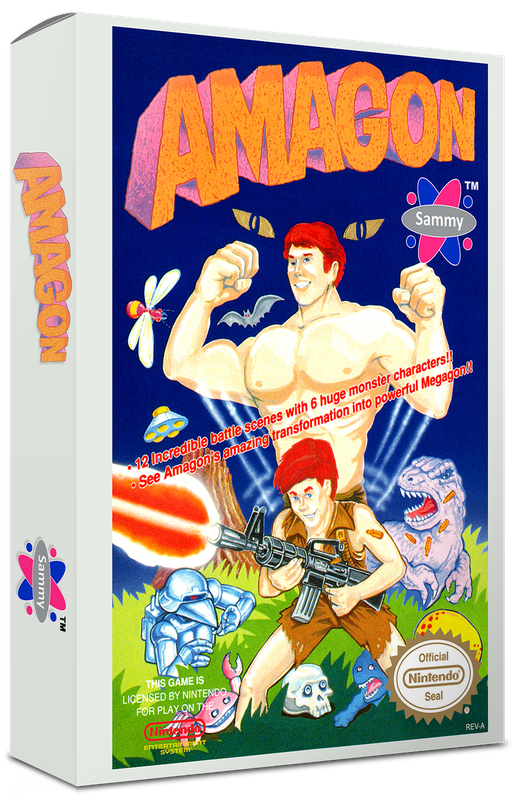 AMAGON
TM
Sammy
• 12 Incredible battle scenes with 6 huge monster characters!!
• See Amagon's amazing transformation into powerful Megagon!!
THIS GAME IS
LICENSED BY NINTENDO
FOR PLAY ON THE
Nintendo
ENTERTAINMENT
SYSTEM
Official
Nintendo
Seal
REV-A
AMAGON
Sammy
TM